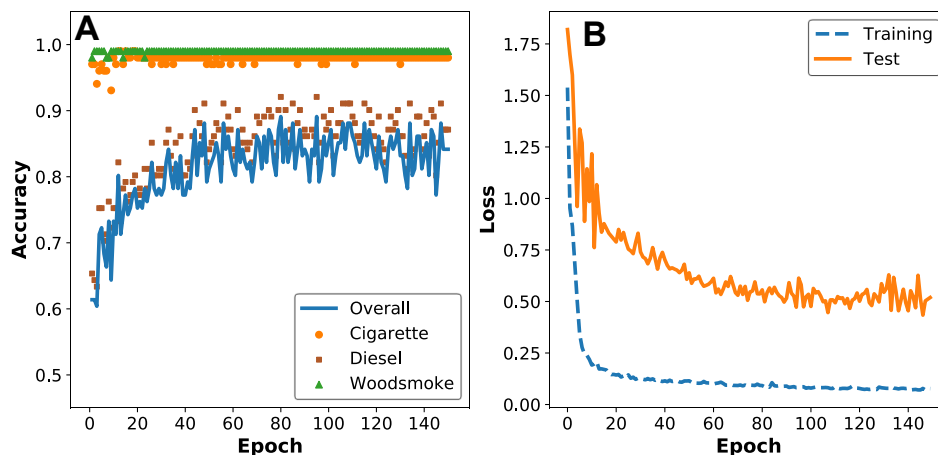 A
1.0
0.9
0.8
0.7
0.6
0.5
Accuracy
0 20 40 60 80 100 120 140
Epoch
Overall
Cigarette
Diesel
Woodsmoke
B
1.75
1.50
1.25
1.00
0.75
0.50
0.25
0.00
Loss
0 20 40 60 80 100 120 140
Epoch
Training
Test